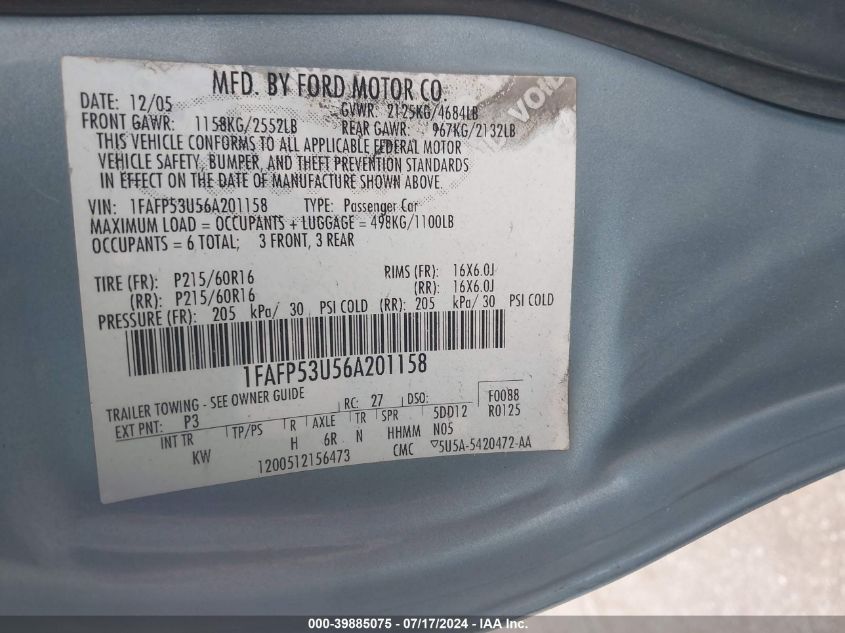 MFD. BY FORD MOTOR CO.
DATE: 12/05 GVWR: 2125KG/4684LB
FRONT GAWR: 1158KG/2552LB REAR GAWR: 967KG/2132LB
THIS VEHICLE CONFORMS TO ALL APPLICABLE FEDERAL MOTOR
VEHICLE SAFETY, BUMPER, AND THEFT PREVENTION STANDARDS
IN EFFECT ON THE DATE OF MANUFACTURE SHOWN ABOVE.
VIN: 1FAFP53U56A201158 TYPE: Passenger Car
MAXIMUM LOAD = OCCUPANTS + LUGGAGE = 498KG/1100LB
OCCUPANTS = 6 TOTAL; 3 FRONT, 3 REAR
TIRE (FR): P215/60R16 RIMS (FR): 16X6.0J
(RR): P215/60R16 (RR): 16X6.0J
PRESSURE (FR): 205 kPa/ 30 PSI COLD (RR): 205 kPa/ 30 PSI COLD
1FAFP53U56A201158
TRAILER TOWING - SEE OWNER GUIDE
EXT PNT: P3 RC: 27 DSO: F0088
INT TR TP/PS R AXLE TR SPR 5DD12 R0125
KW H 6R N HHMM N05
1200512156473 CMC ▽5U5A-5420472-AA
VOID
000-39885075 - 07/17/2024 - IAA Inc.